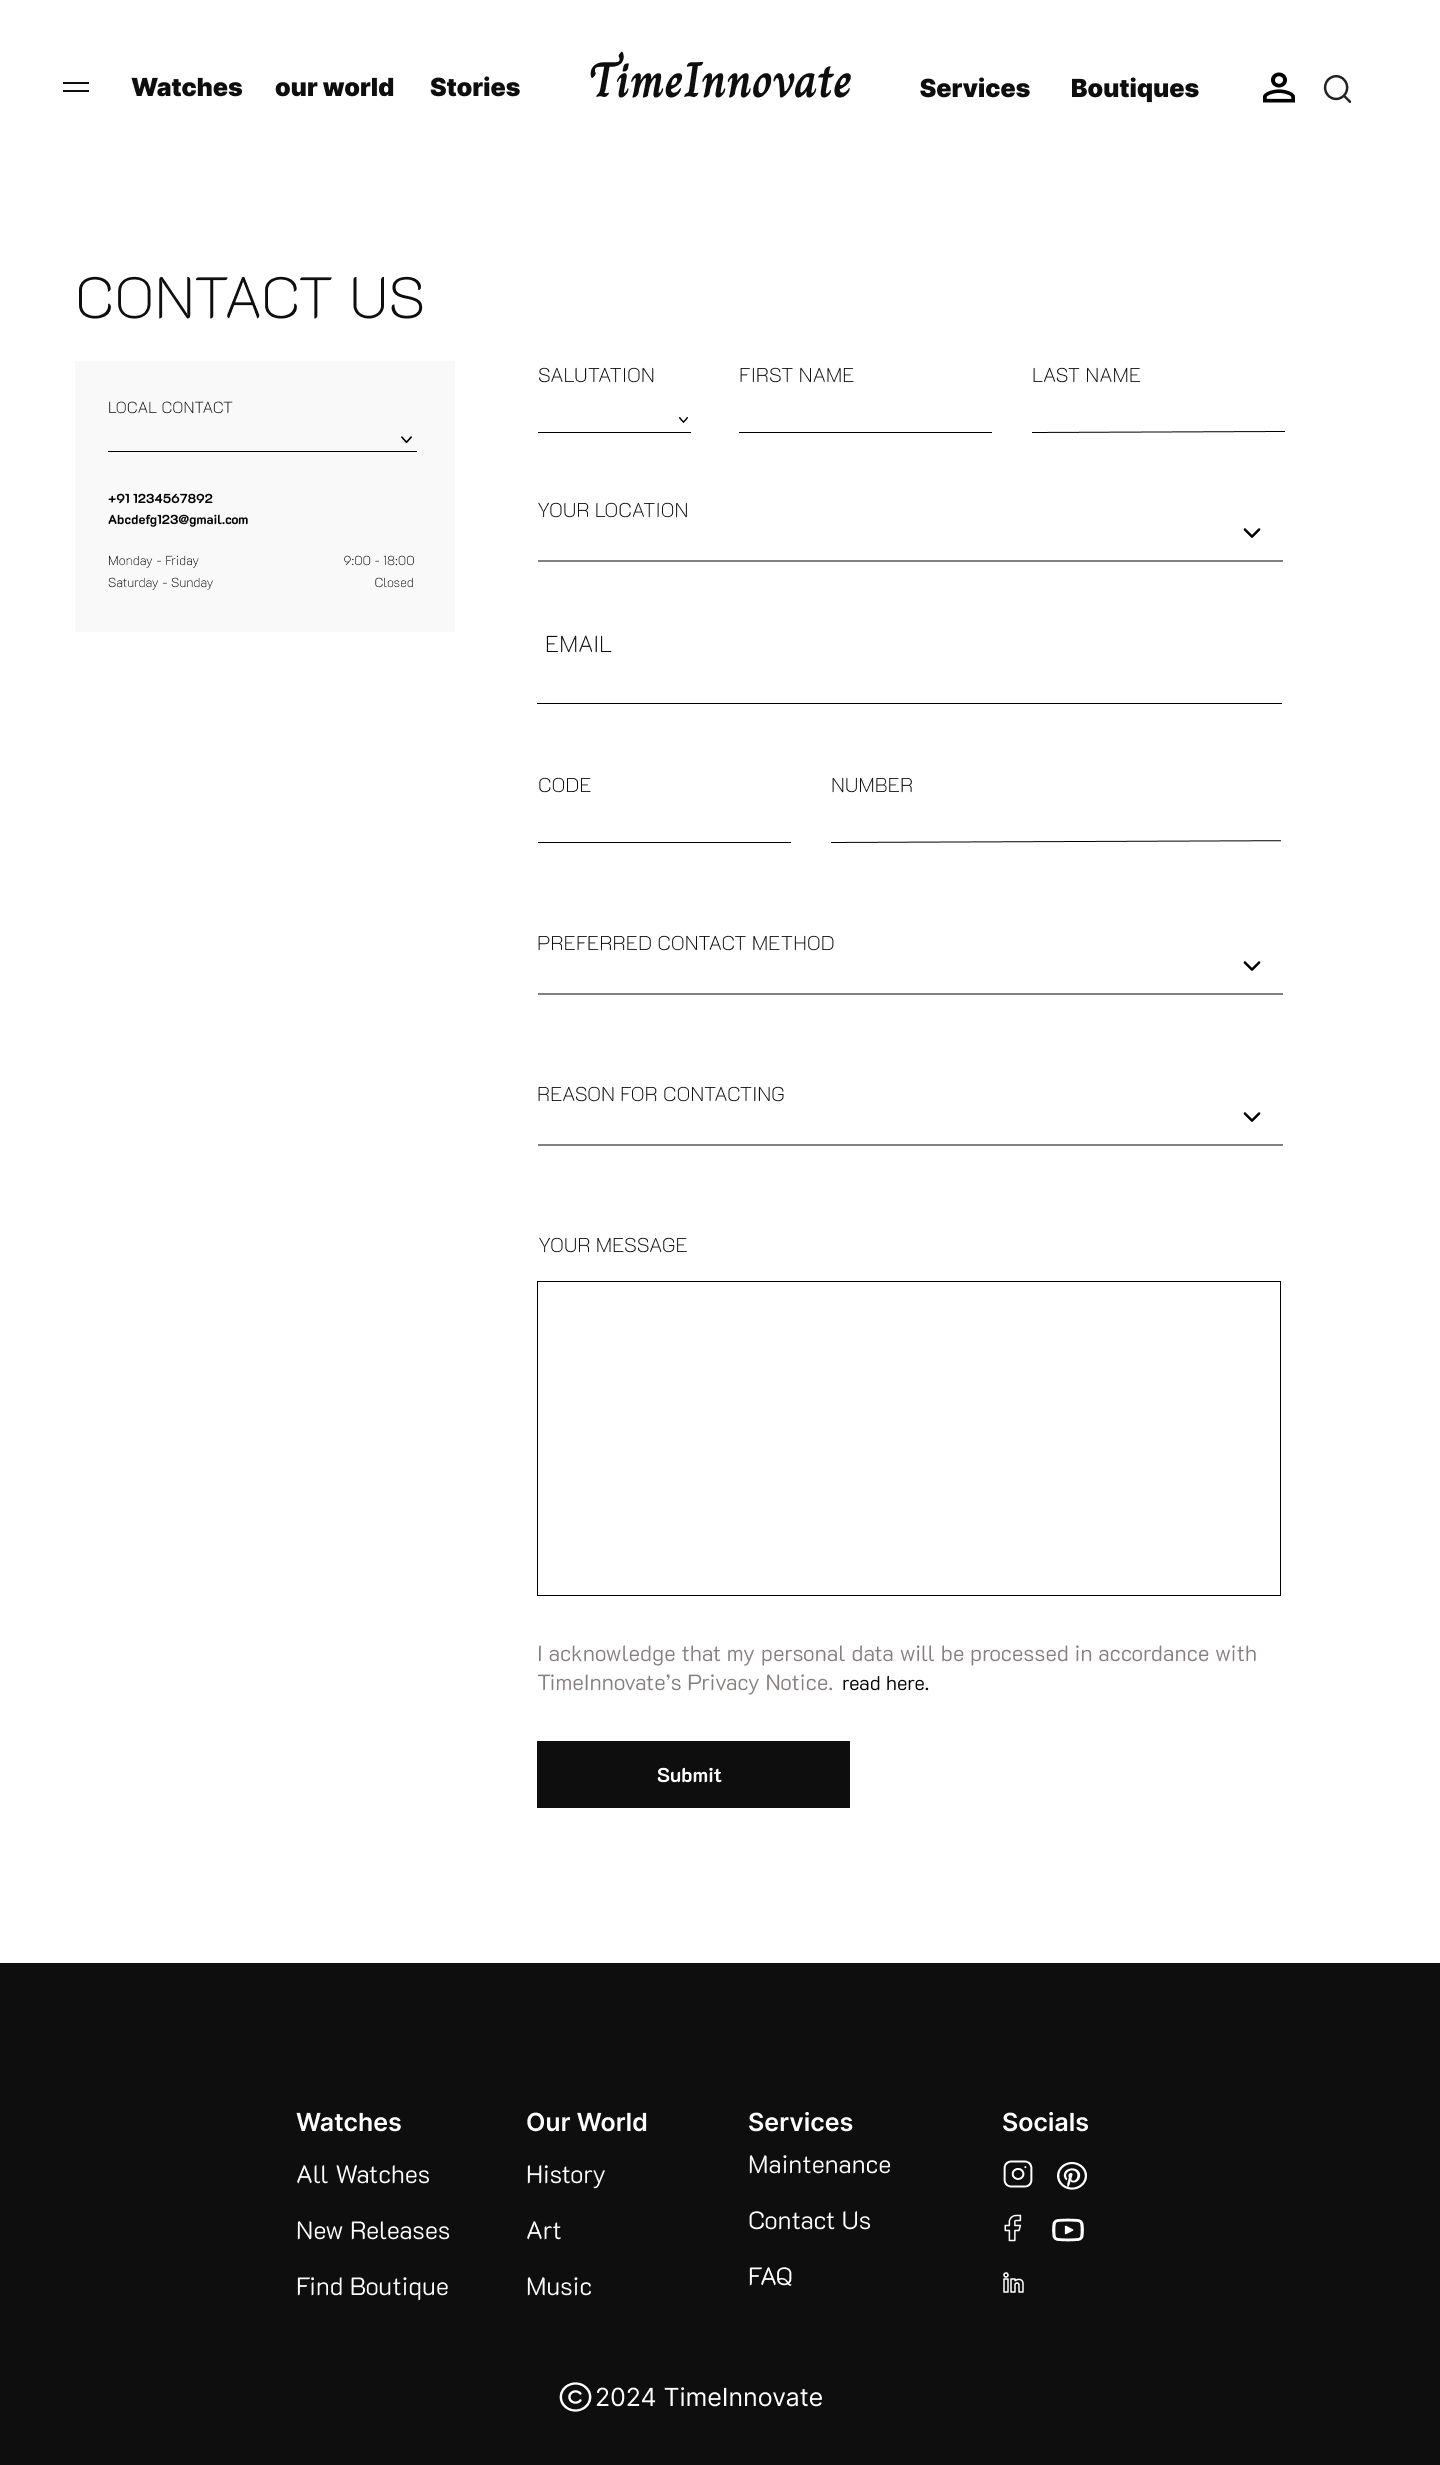 Watches our world Stories TimeInnovate Services Boutiques
CONTACT US
LOCAL CONTACT
+91 1234567892
Abcdefg123@gmail.com
Monday - Friday 9:00 - 18:00
Saturday - Sunday Closed
SALUTATION FIRST NAME LAST NAME
YOUR LOCATION
EMAIL
CODE NUMBER
PREFERRED CONTACT METHOD
REASON FOR CONTACTING
YOUR MESSAGE
I acknowledge that my personal data will be processed in accordance with
TimeInnovate’s Privacy Notice. read here.
Submit
Watches
All Watches
New Releases
Find Boutique
Our World
History
Art
Music
Services
Maintenance
Contact Us
FAQ
Socials
©2024 TimeInnovate